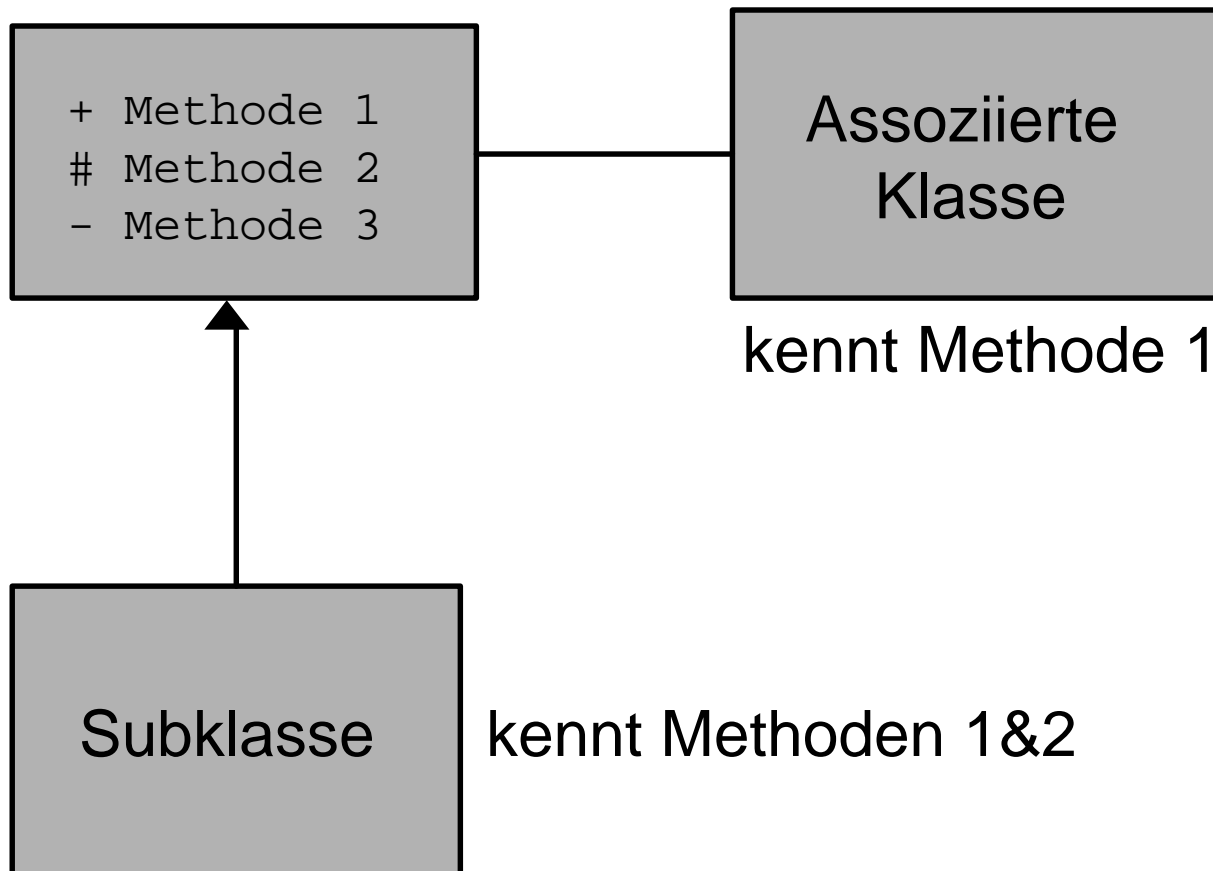 + Methode 1
# Methode 2
- Methode 3
Assoziierte
Klasse
kennt Methode 1
Subklasse
kennt Methoden 1&2